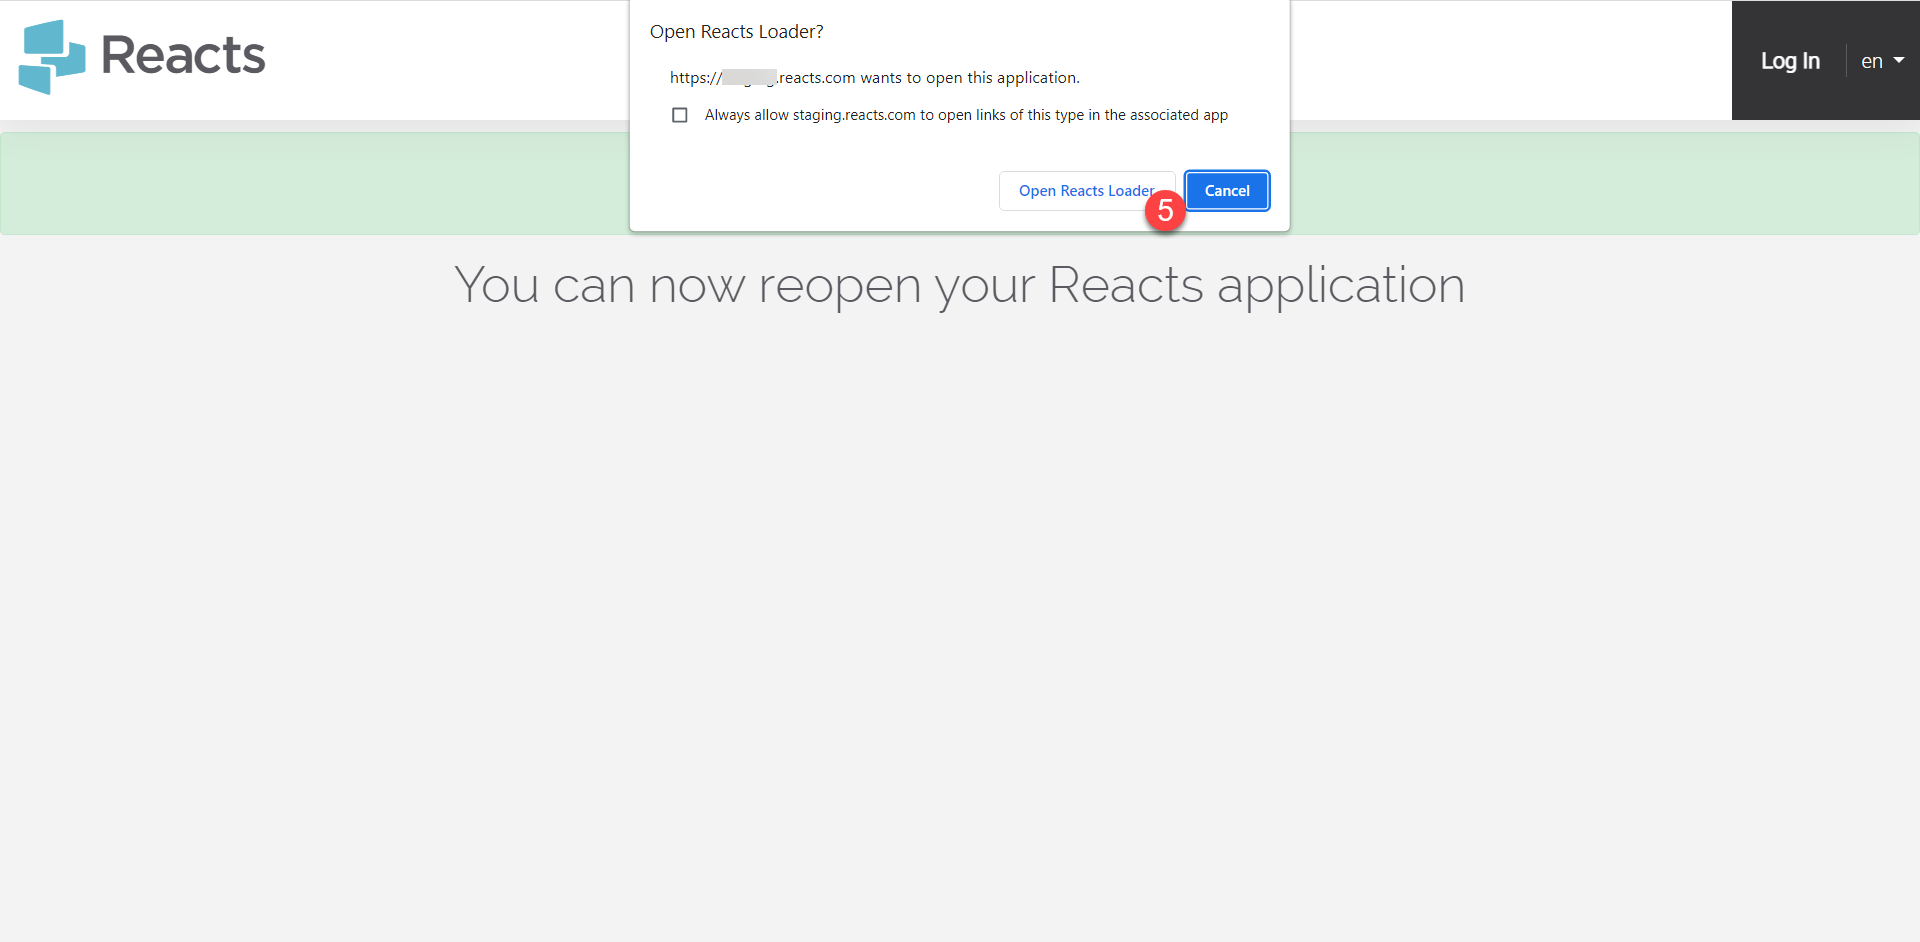 Reacts
Open Reacts Loader?
https:// .reacts.com wants to open this application.
Always allow staging.reacts.com to open links of this type in the associated app
Open Reacts Loader
Cancel
5
Log In
en
You can now reopen your Reacts application